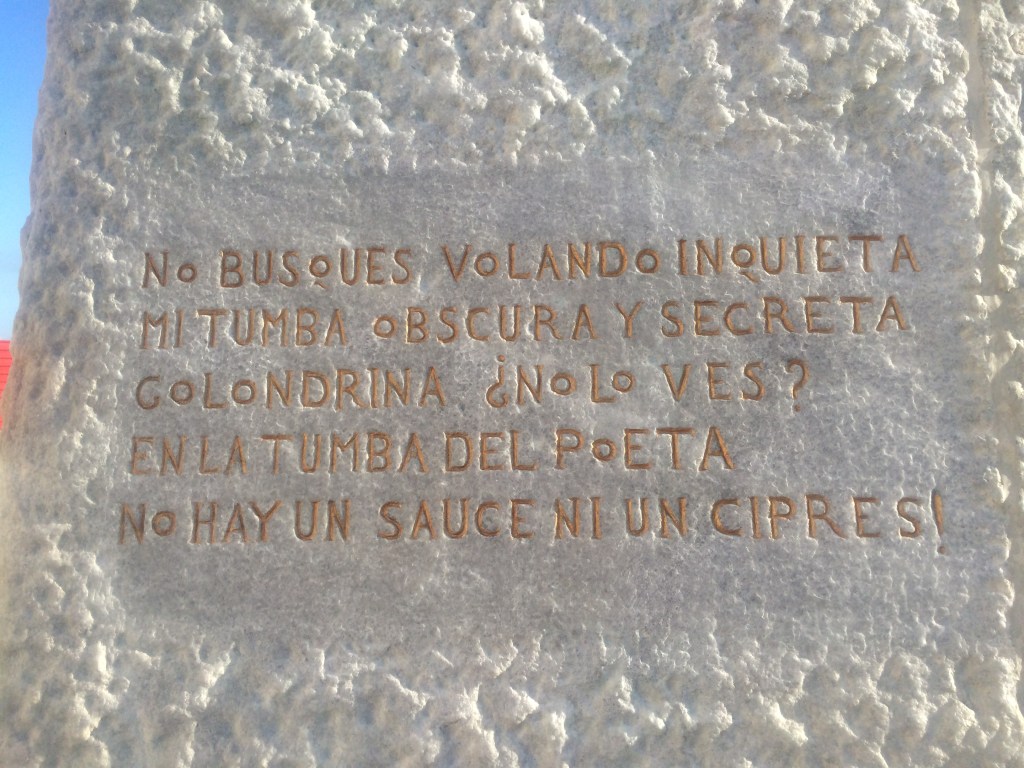 NO BUSQUES VOLANDO INQUIETA
MI TUMBA OBSCURA Y SECRETA
GOLONDRINA ¿NO LO VES?
EN LA TUMBA DEL POETA
NO HAY UN SAUCE NI UN CIPRES!